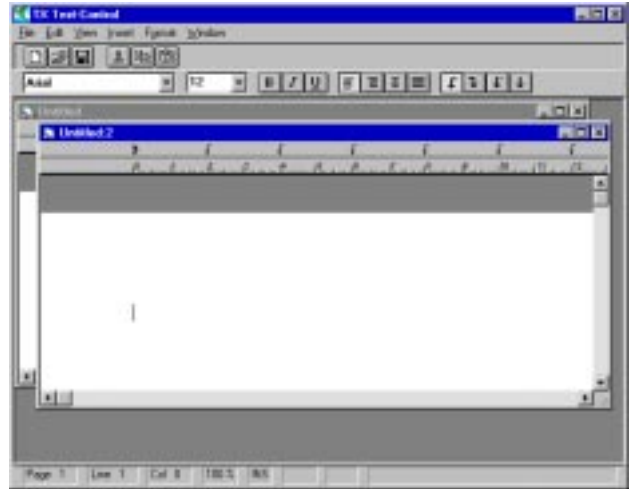 TX Text-Control
File Edit View Insert Format Window
Arial 12 B I U
Untitled
Untitled:2
Page 1 Line 1 Col 0 100 % INS